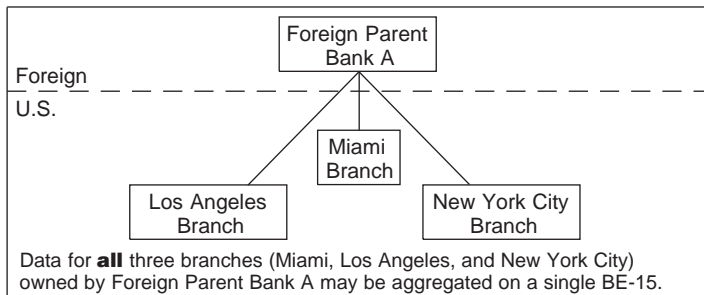 Foreign Parent
Bank A
Foreign
U.S.
Miami
Branch
Los Angeles
Branch
New York City
Branch
Data for all three branches (Miami, Los Angeles, and New York City)
owned by Foreign Parent Bank A may be aggregated on a single BE-15.